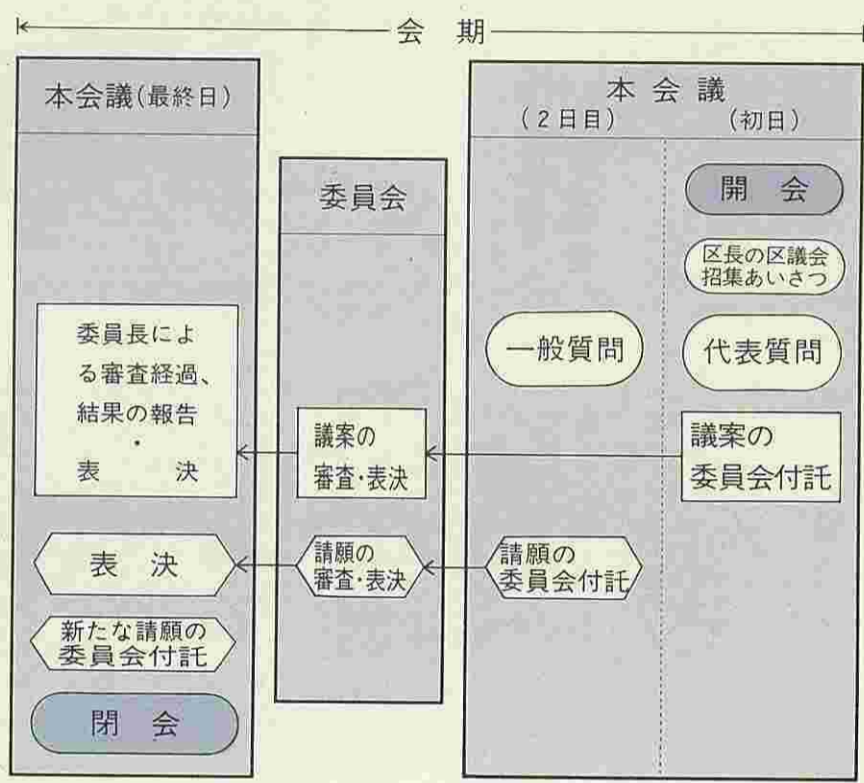 会 期
本 会 議
(初日)
開 会
区長の区議会
招集あいさつ
代表質問
議案の
委員会付託
(2日目)
一般質問
請願の
委員会付託
委員会
議案の
審査・表決
請願の
審査・表決
本会議(最終日)
委員長によ
る審査経過、
結果の報告
・
表 決
表 決
新たな請願の
委員会付託
閉 会